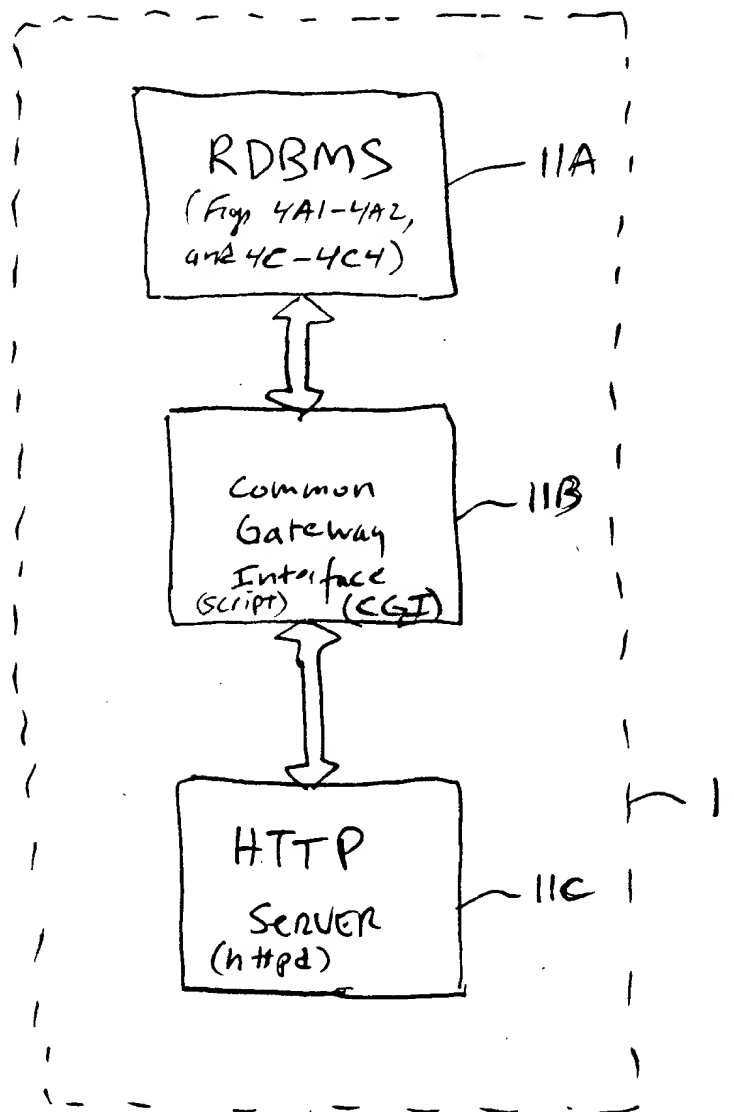 RDBMS
(Figs 4A1-4A2,
and 4C-4C4)
11A
Common
Gateway
Interface
(script) (CGI)
11B
HTTP
SERVER
(httpd)
11C
1